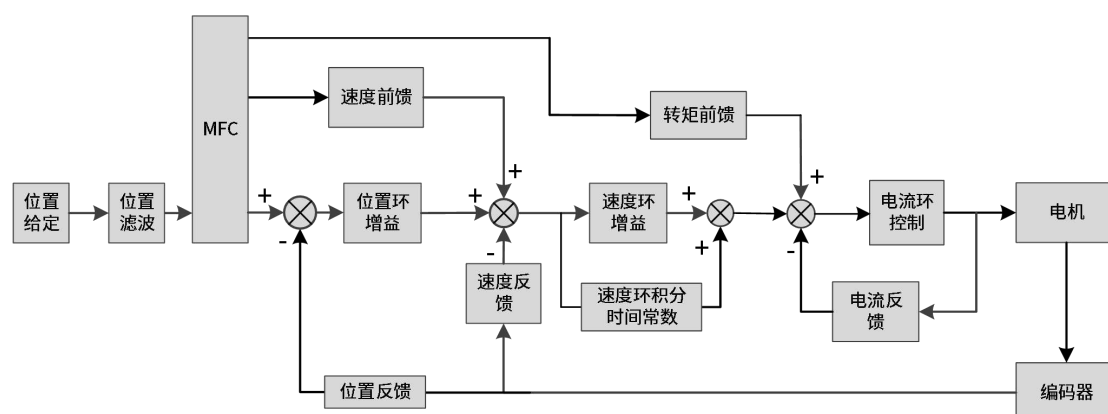 MFC
速度前馈
转矩前馈
+
+
位置
给定
位置
滤波
+
-
位置环
增益
+
-
速度环
增益
+
+
-
电流环
控制
电机
速度反
馈
速度环积分
时间常数
电流反
馈
位置反馈
编码器